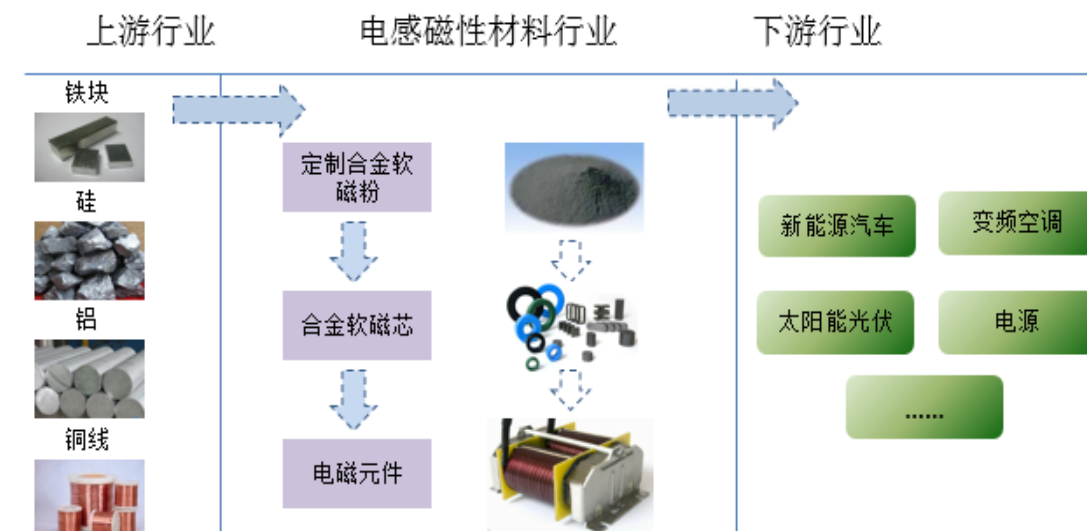 上游行业
电感磁性材料行业
下游行业
铁块
硅
铝
铜线
定制合金软
磁粉
合金软磁芯
电磁元件
新能源汽车
变频空调
太阳能光伏
电源
......